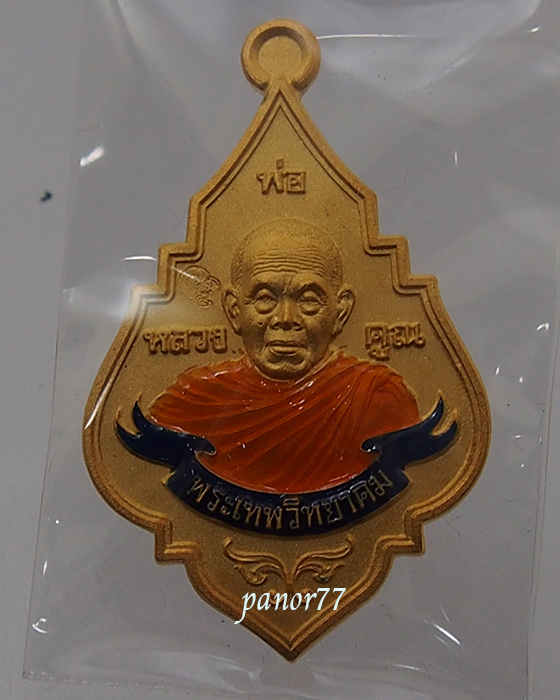 พ่อ
หลวง คูณ
พระเทพวิทยาคม
panor77